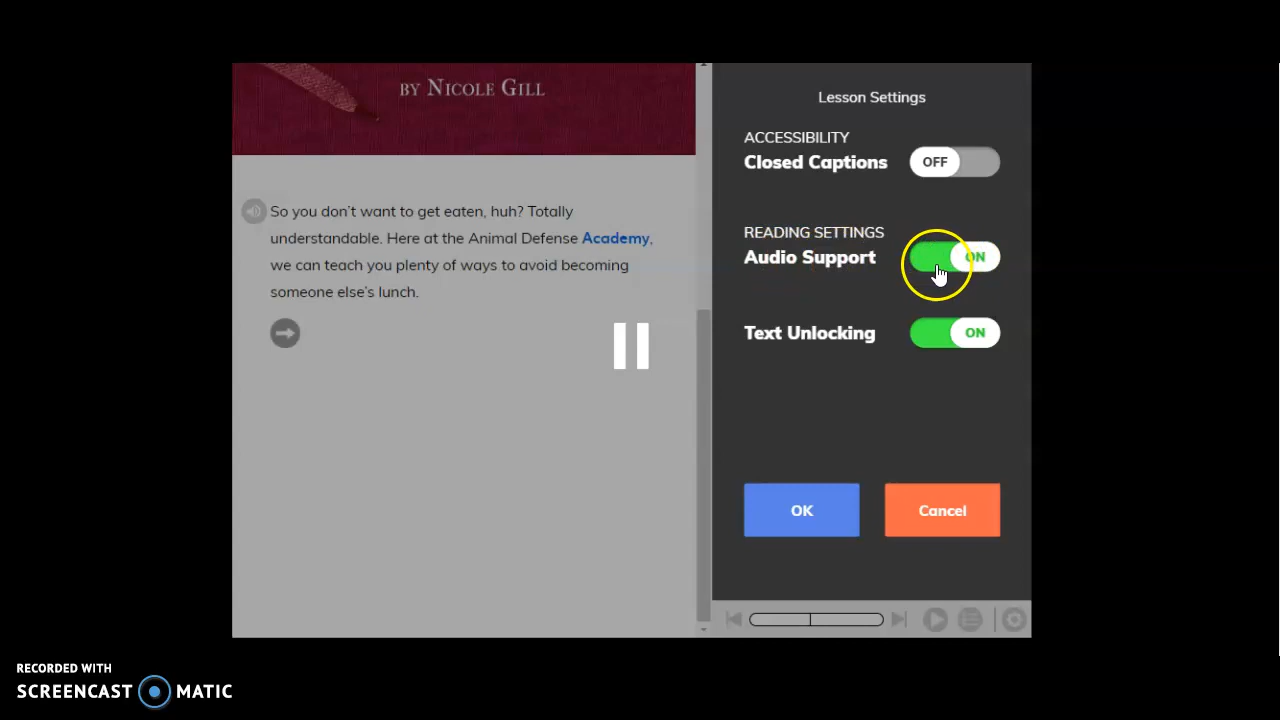 BY NICOLE GILL
So you don't want to get eaten, huh? Totally
understandable. Here at the Animal Defense Academy,
we can teach you plenty of ways to avoid becoming
someone else's lunch.
Lesson Settings
ACCESSIBILITY
Closed Captions OFF
READING SETTINGS
Audio Support ON
Text Unlocking ON
OK Cancel
RECORDED WITH
SCREENCAST MATIC